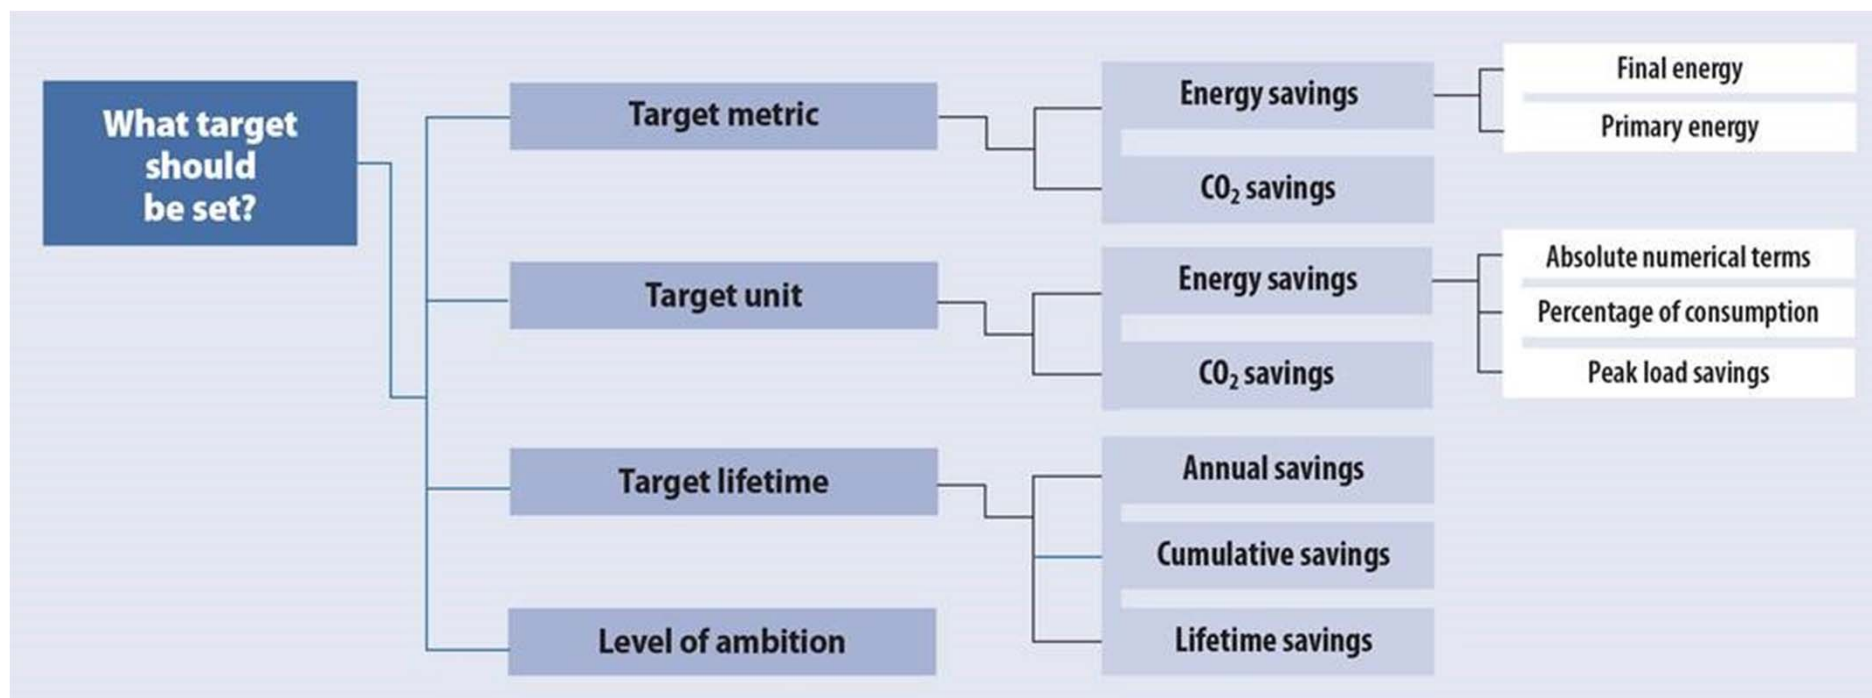 What target
should
be set?
Target metric
Energy savings
Final energy
Primary energy
CO₂ savings
Target unit
Energy savings
Absolute numerical terms
Percentage of consumption
Peak load savings
CO₂ savings
Target lifetime
Annual savings
Cumulative savings
Lifetime savings
Level of ambition